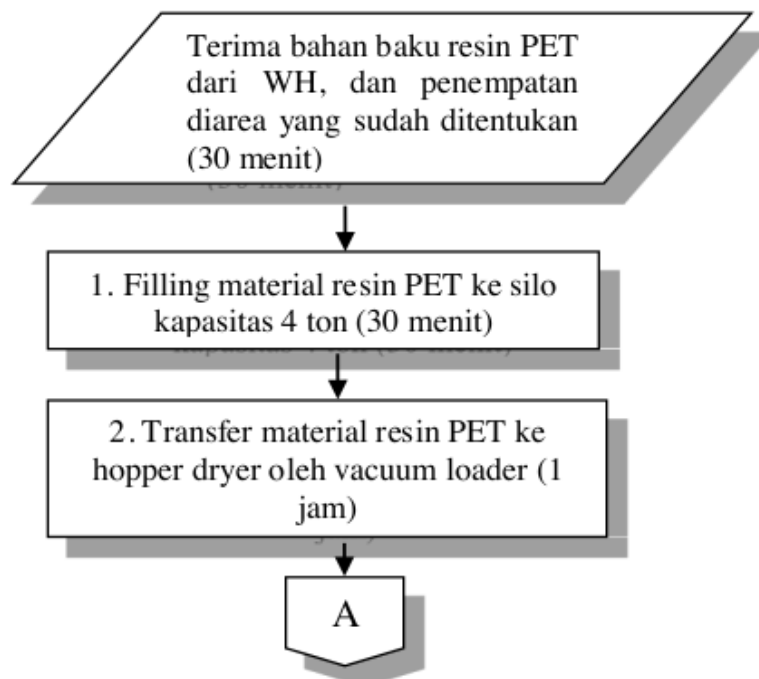 Terima bahan baku resin PET
dari WH, dan penempatan
diarea yang sudah ditentukan
(30 menit)
1. Filling material resin PET ke silo
kapasitas 4 ton (30 menit)
2. Transfer material resin PET ke
hopper dryer oleh vacuum loader (1
jam)
A